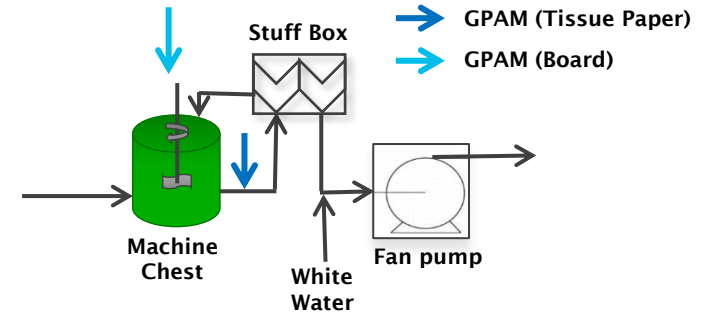 GPAM (Tissue Paper)
Stuff Box
GPAM (Board)
Machine
Chest
Fan pump
White
Water